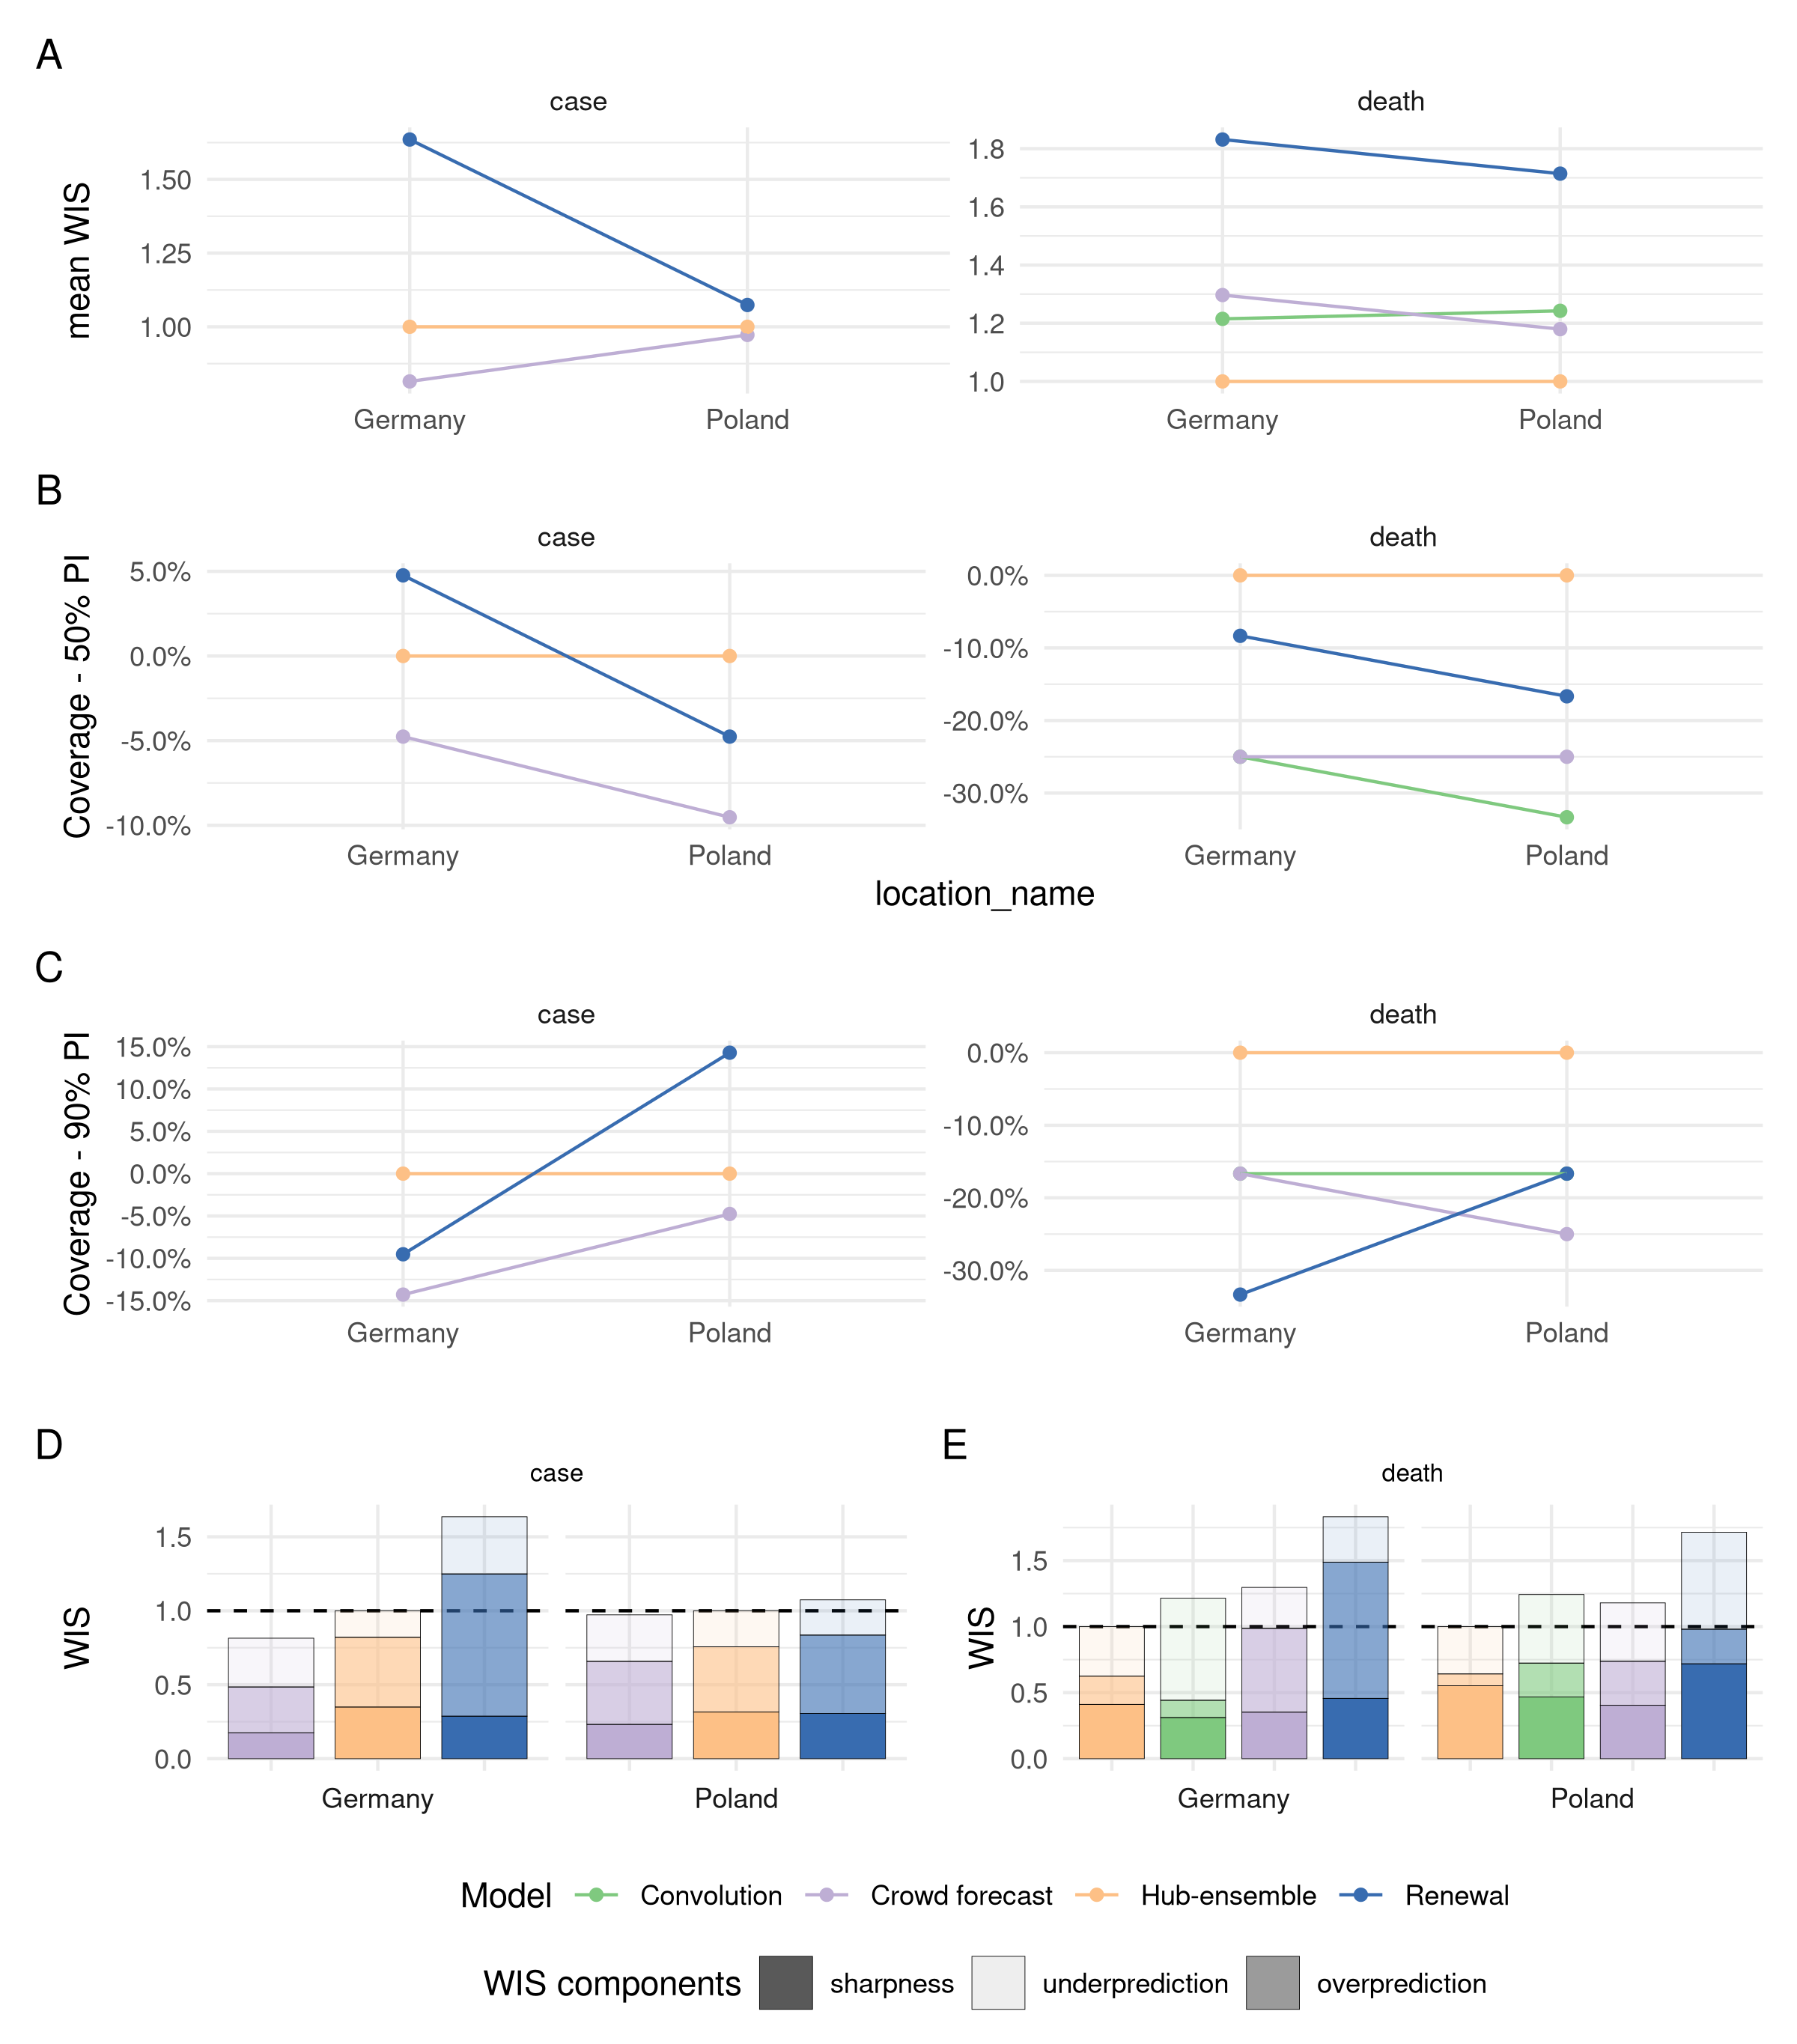 A
case
death
mean WIS
1.50
1.25
1.00
1.8
1.6
1.4
1.2
1.0
Germany
Poland
Germany
Poland
B
case
death
Coverage - 50% PI
5.0%
0.0%
-5.0%
-10.0%
0.0%
-10.0%
-20.0%
-30.0%
Germany
Poland
Germany
Poland
location_name
C
case
death
Coverage - 90% PI
15.0%
10.0%
5.0%
0.0%
-5.0%
-10.0%
-15.0%
0.0%
-10.0%
-20.0%
-30.0%
Germany
Poland
Germany
Poland
D
case
WIS
1.5
1.0
0.5
0.0
Germany
Poland
E
death
WIS
1.5
1.0
0.5
0.0
Germany
Poland
Model Convolution Crowd forecast Hub-ensemble Renewal
WIS components sharpness underprediction overprediction